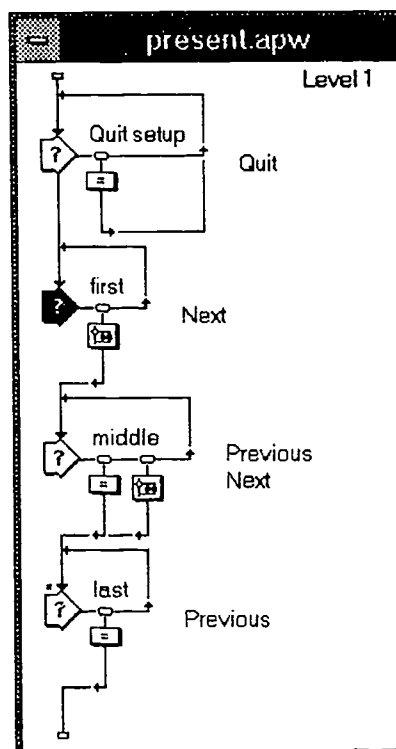 present.apw
Level 1
Quit setup
?
=
Quit
first
?
Next
middle
?
=
Previous
Next
last
?
=
Previous